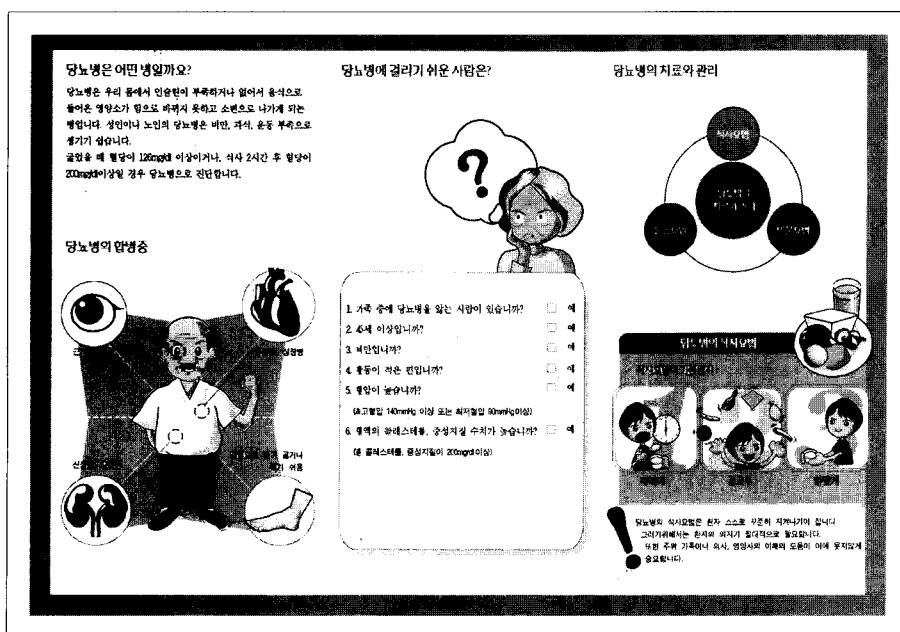 당뇨병은 어떤 병일까요?
당뇨병은 우리 몸에서 인슐린이 부족하거나 없어서 음식으로
들어온 영양소가 힘으로 바뀌지 못하고 소변으로 나가게 되는
병입니다. 성인이나 노인의 당뇨병은 비만, 과식, 운동 부족으로
생기기 쉽습니다.
굶었을 때 혈당이 126mg/dl 이상이거나, 식사 2시간 후 혈당이
200mg/dl이상일 경우 당뇨병으로 진단합니다.
당뇨병의 합병증
심장병
곪거나
쉬움
당뇨병에 걸리기 쉬운 사람은?
?
1. 가족 중에 당뇨병을 앓는 사람이 있습니까? 예
2. 45세 이상입니까? 예
3. 비만입니까? 예
4. 활동이 적은 편입니까? 예
5. 혈압이 높습니까? 예
(최고혈압 140mmHg 이상 또는 최저혈압 90mmHg이상)
6. 혈액의 콜레스테롤, 중성지질 수치가 높습니까? 예
(총 콜레스테롤, 중성지질이 200mg/dl이상)
당뇨병의 치료와 관리
식사요법
당뇨병의 식사요법
당뇨병의 식사요법은 환자 스스로 꾸준히 지켜나가야 합니다
그러기위해서는 환자의 의지가 절대적으로 필요합니다.
또한 주변 가족이나 의사, 영양사의 이해와 도움이 이에 못지않게
중요합니다.